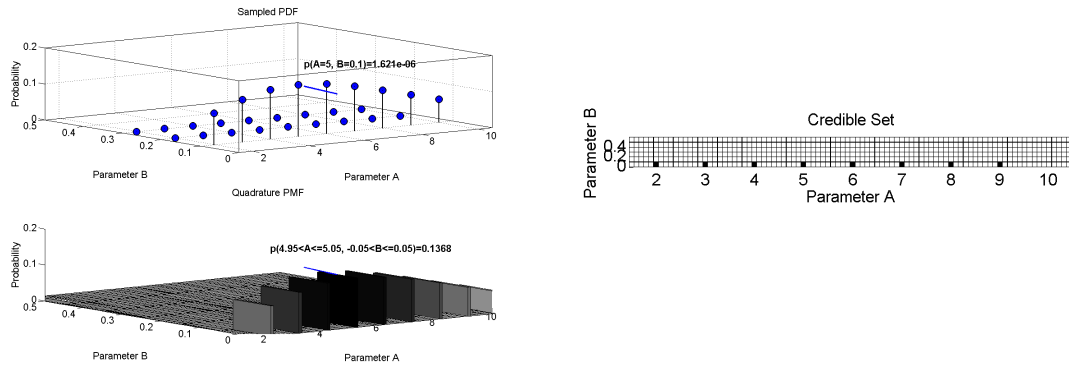 Sampled PDF
p(A=5, B=0.1)=1.621e-06
Probability
0.2
0.1
0
0.5
0.4
0.3
0.2
0.1
0
2
4
6
8
10
Parameter B
Parameter A
Quadrature PMF
p(4.95<A<=5.05, -0.05<B<=0.05)=0.1368
Probability
0.2
0.1
0
0.5
0.4
0.3
0.2
0.1
0
2
4
6
8
10
Parameter B
Parameter A
Credible Set
Parameter B
0.4
0.2
0
2 3 4 5 6 7 8 9 10
Parameter A